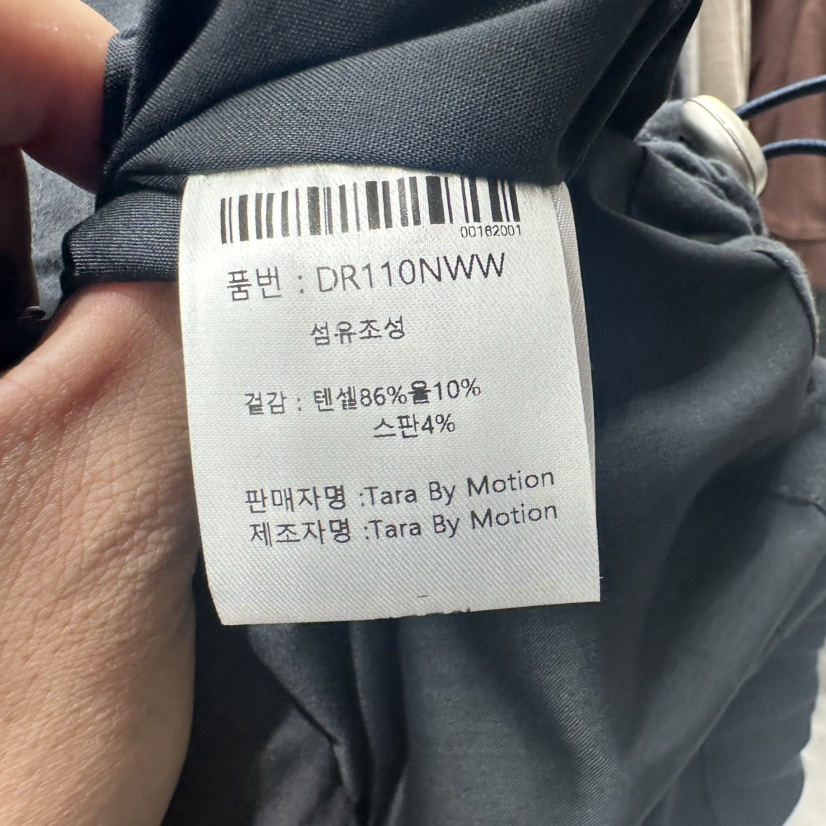 00182001
품번 : DR110NWW
섬유조성
겉감 : 텐셀86%울10%
스판4%
판매자명 :Tara By Motion
제조자명 :Tara By Motion